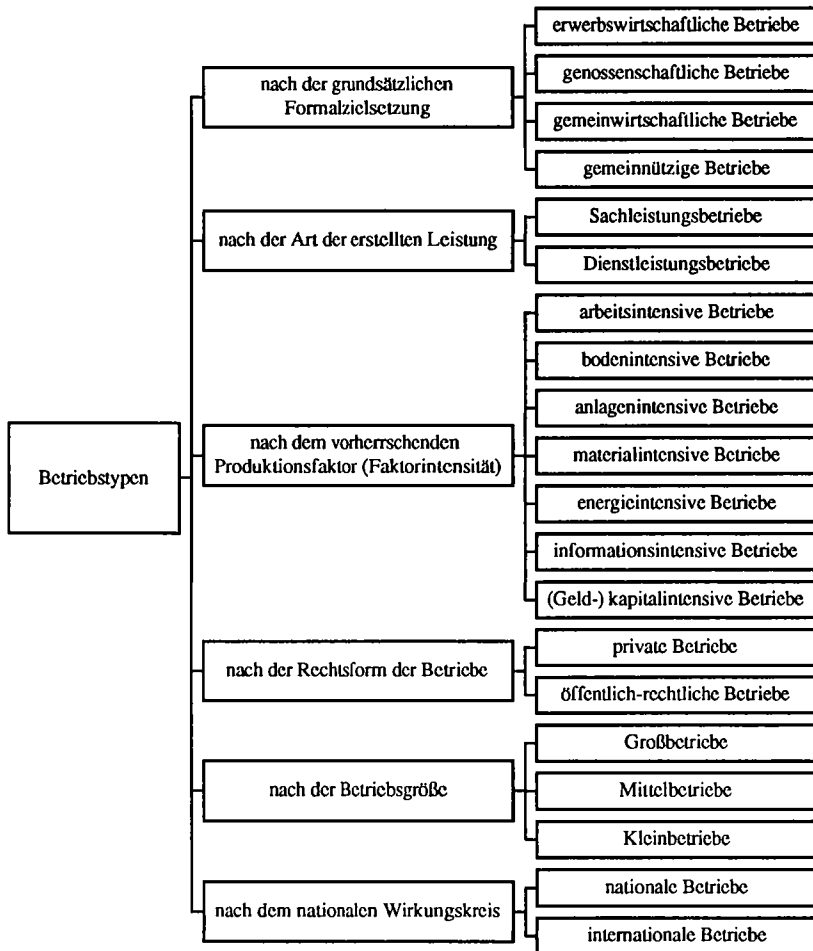 Betriebstypen
nach der grundsätzlichen
Formalzielsetzung
erwerbswirtschaftliche Betriebe
genossenschaftliche Betriebe
gemeinwirtschaftliche Betriebe
gemeinnützige Betriebe
nach der Art der erstellten Leistung
Sachleistungsbetriebe
Dienstleistungsbetriebe
nach dem vorherrschenden
Produktionsfaktor (Faktorintensität)
arbeitsintensive Betriebe
bodenintensive Betriebe
anlagenintensive Betriebe
materialintensive Betriebe
energieintensive Betriebe
informationsintensive Betriebe
(Geld-) kapitalintensive Betriebe
nach der Rechtsform der Betriebe
private Betriebe
öffentlich-rechtliche Betriebe
nach der Betriebsgröße
Großbetriebe
Mittelbetriebe
Kleinbetriebe
nach dem nationalen Wirkungskreis
nationale Betriebe
internationale Betriebe